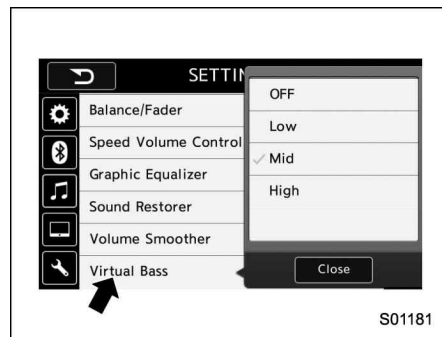 SETTIN
Balance/Fader
Speed Volume Control
Graphic Equalizer
Sound Restorer
Volume Smoother
Virtual Bass
OFF
Low
Mid
High
Close
S01181